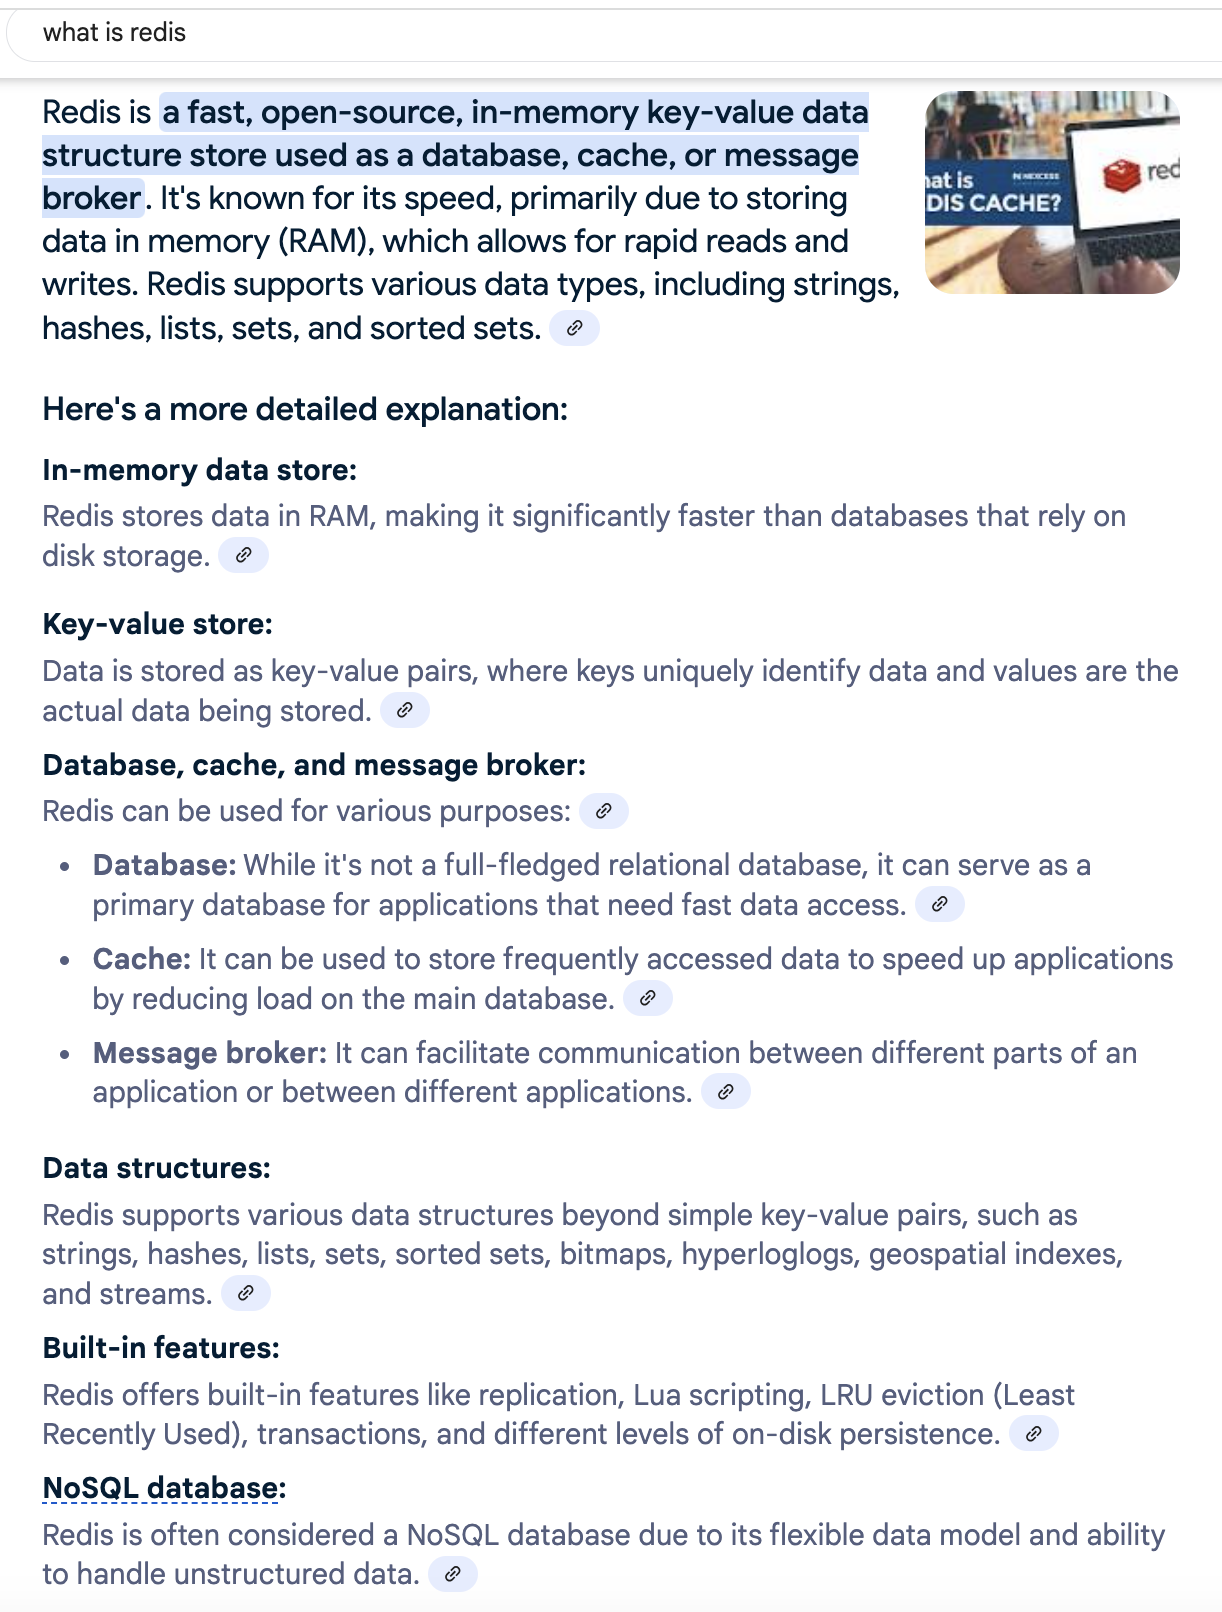 what is redis
Redis is a fast, open-source, in-memory key-value data
structure store used as a database, cache, or message
broker. It's known for its speed, primarily due to storing
data in memory (RAM), which allows for rapid reads and
writes. Redis supports various data types, including strings,
hashes, lists, sets, and sorted sets.
hat is
NEXCESS
DIS CACHE?
red
Here's a more detailed explanation:
In-memory data store:
Redis stores data in RAM, making it significantly faster than databases that rely on
disk storage.
Key-value store:
Data is stored as key-value pairs, where keys uniquely identify data and values are the
actual data being stored.
Database, cache, and message broker:
Redis can be used for various purposes:
• Database: While it's not a full-fledged relational database, it can serve as a
primary database for applications that need fast data access.
• Cache: It can be used to store frequently accessed data to speed up applications
by reducing load on the main database.
• Message broker: It can facilitate communication between different parts of an
application or between different applications.
Data structures:
Redis supports various data structures beyond simple key-value pairs, such as
strings, hashes, lists, sets, sorted sets, bitmaps, hyperloglogs, geospatial indexes,
and streams.
Built-in features:
Redis offers built-in features like replication, Lua scripting, LRU eviction (Least
Recently Used), transactions, and different levels of on-disk persistence.
NoSQL database:
Redis is often considered a NoSQL database due to its flexible data model and ability
to handle unstructured data.